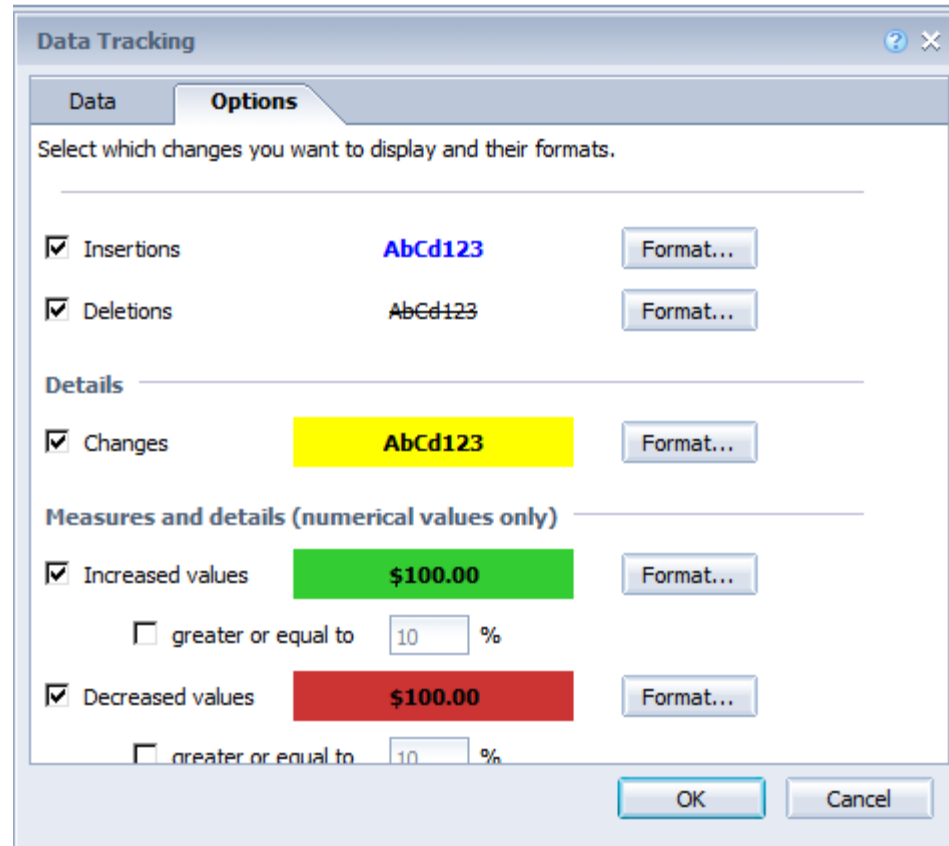 Data Tracking
Data Options
Select which changes you want to display and their formats.
Insertions AbCd123 Format...
Deletions AbCd123 Format...
Details
Changes AbCd123 Format...
Measures and details (numerical values only)
Increased values $100.00 Format...
greater or equal to 10 %
Decreased values $100.00 Format...
greater or equal to 10 %
OK Cancel